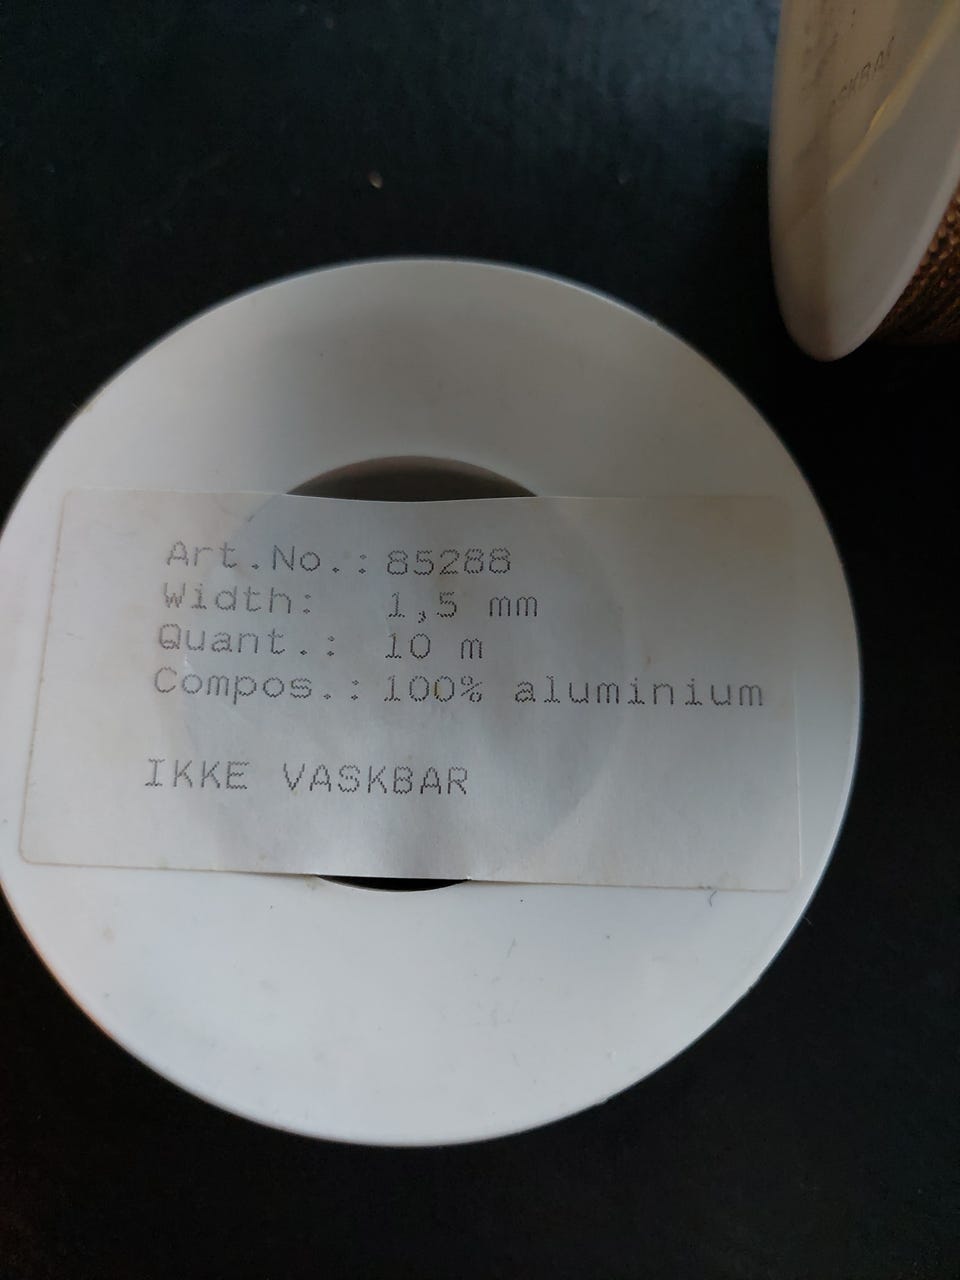 Art.No.: 85288
Width: 1,5 mm
Quant.: 10 m
Compos.: 100% aluminium
IKKE VASKBAR